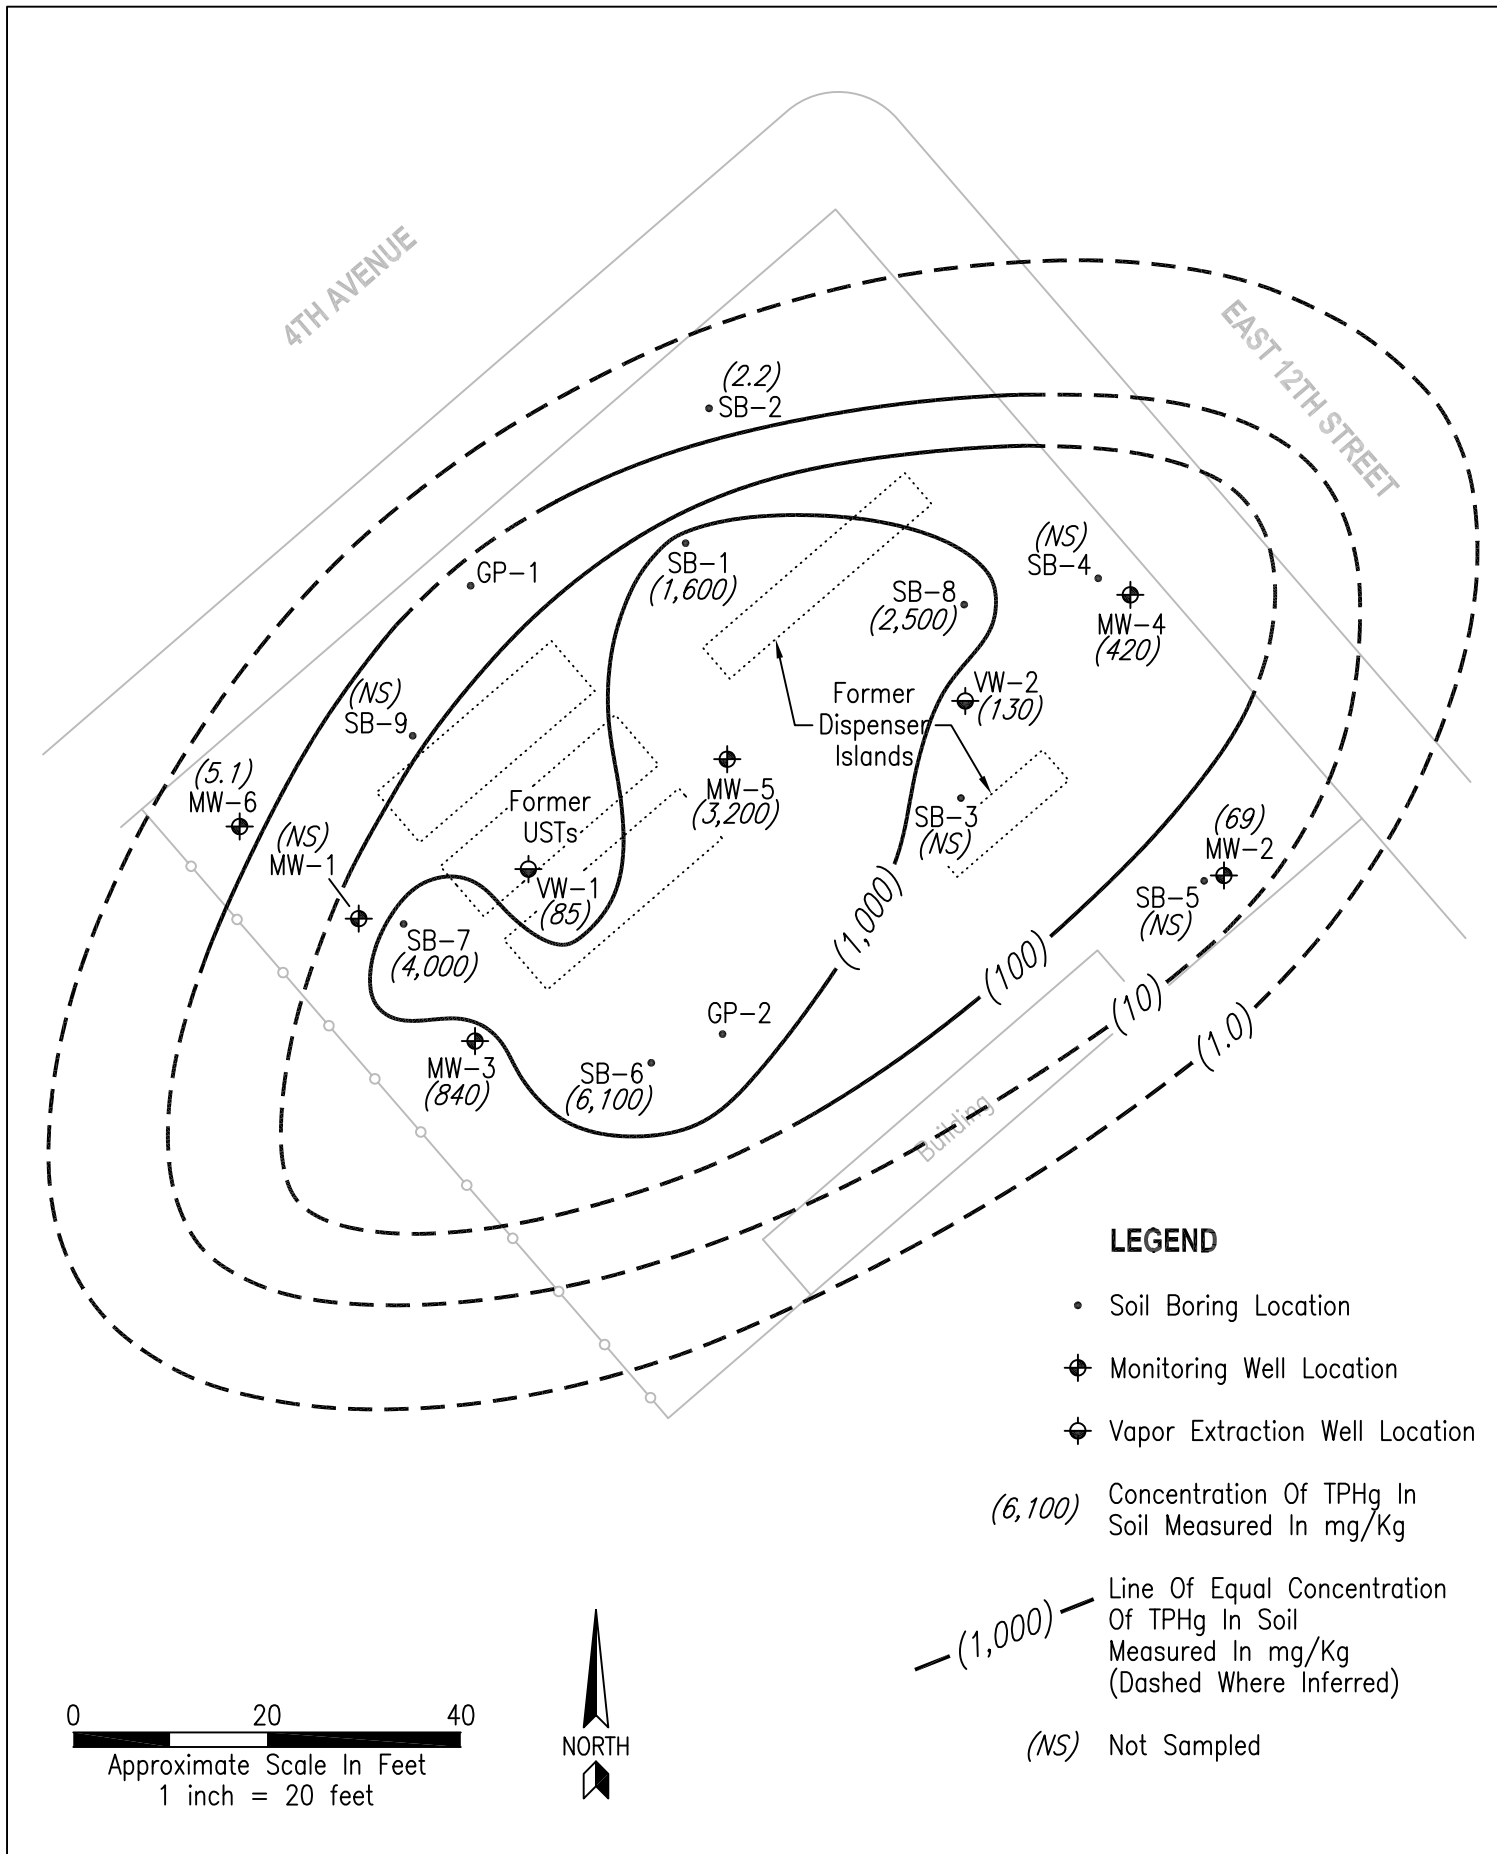 4TH AVENUE
EAST 12TH STREET
(2.2)
SB-2
(NS)
SB-4
GP-1
SB-1
(1,600)
SB-8
(2,500)
MW-4
(420)
(NS)
SB-9
Former
Dispenser
Islands
VW-2
(130)
(5.1)
MW-6
Former
USTs
MW-5
(3,200)
SB-3
(NS)
(NS)
MW-1
(69)
MW-2
SB-5
(NS)
VW-1
(85)
SB-7
(4,000)
(1,000)
(100)
(10)
(1.0)
GP-2
MW-3
(840)
SB-6
(6,100)
Building
LEGEND
Soil Boring Location
Monitoring Well Location
Vapor Extraction Well Location
(6,100)
Concentration Of TPHg In
Soil Measured In mg/Kg
(1,000)
Line Of Equal Concentration
Of TPHg In Soil
Measured In mg/Kg
(Dashed Where Inferred)
(NS) Not Sampled
0 20 40
Approximate Scale In Feet
1 inch = 20 feet
NORTH